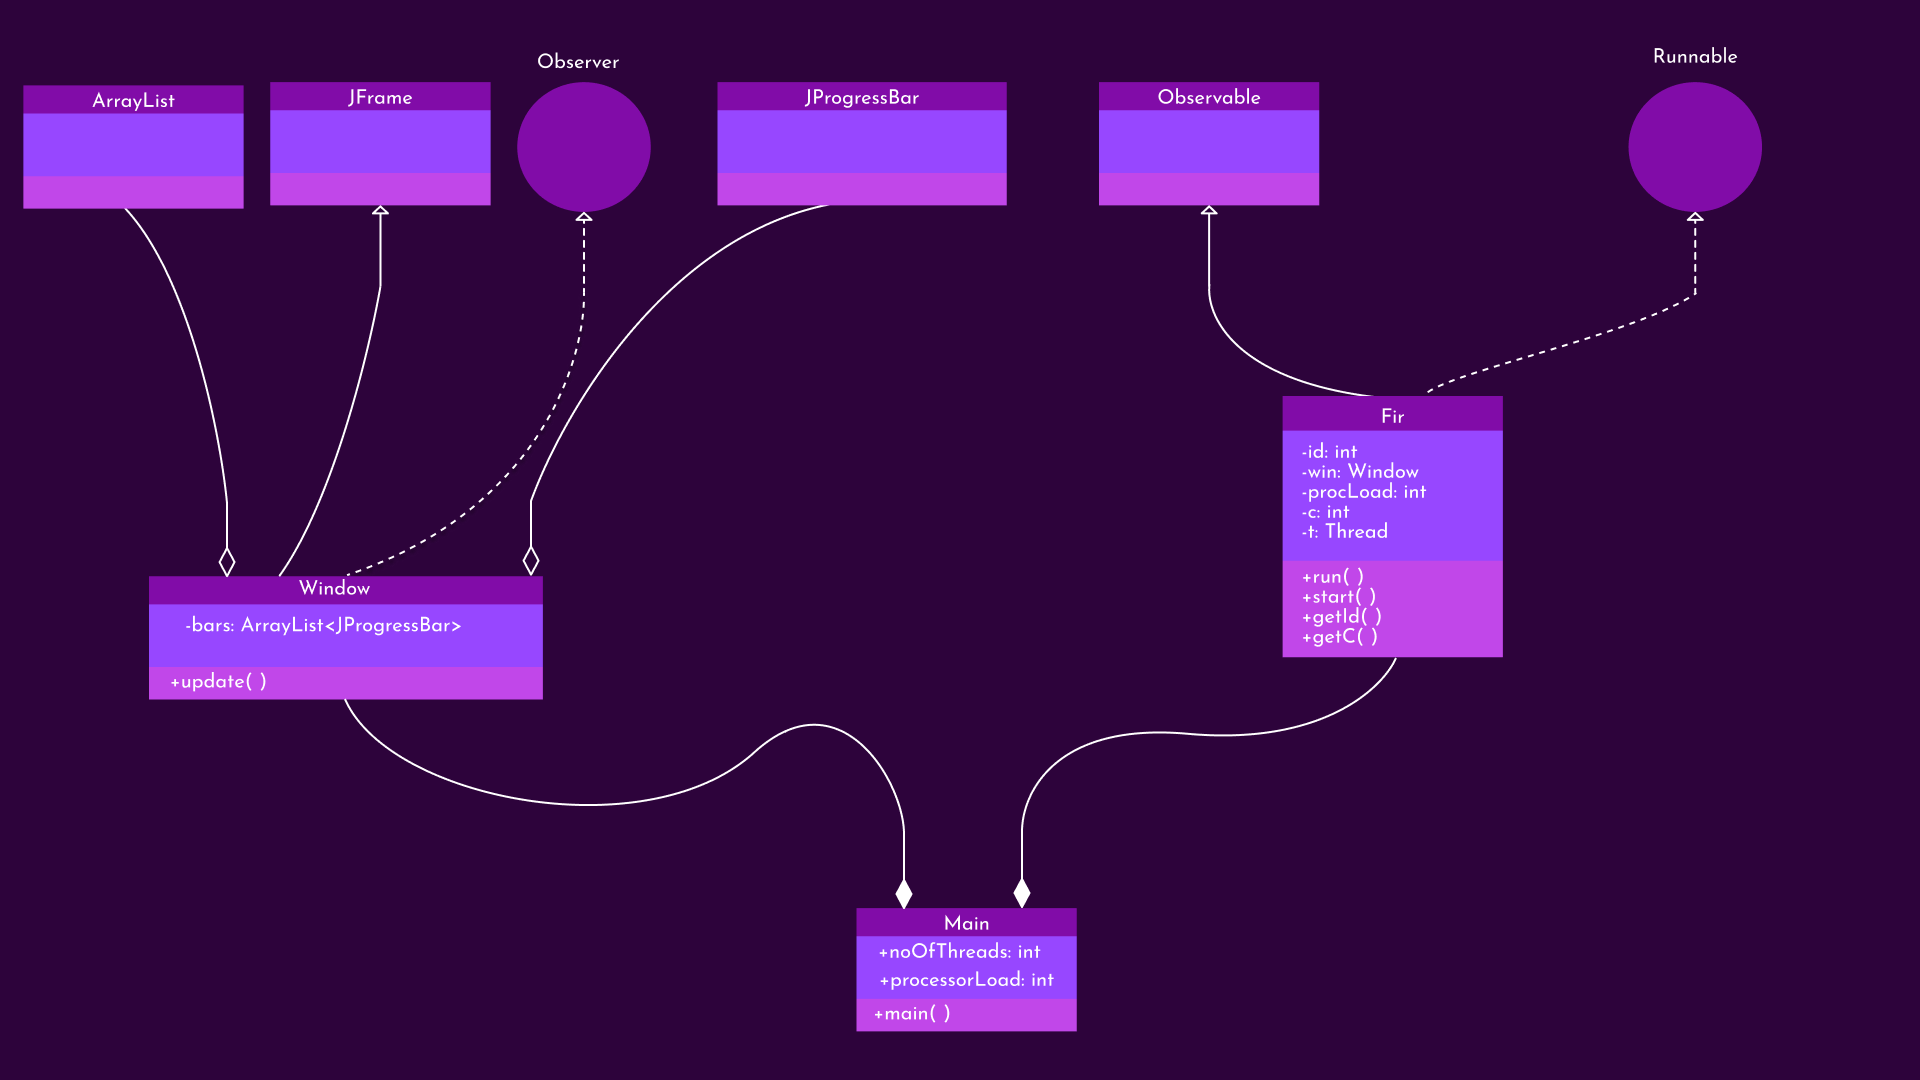 Observer
Runnable
ArrayList
JFrame
JProgressBar
Observable
Fir
-id: int
-win: Window
-procLoad: int
-c: int
-t: Thread
+run( )
+start( )
+getId( )
+getC( )
Window
-bars: ArrayList<JProgressBar>
+update( )
Main
+noOfThreads: int
+processorLoad: int
+main( )